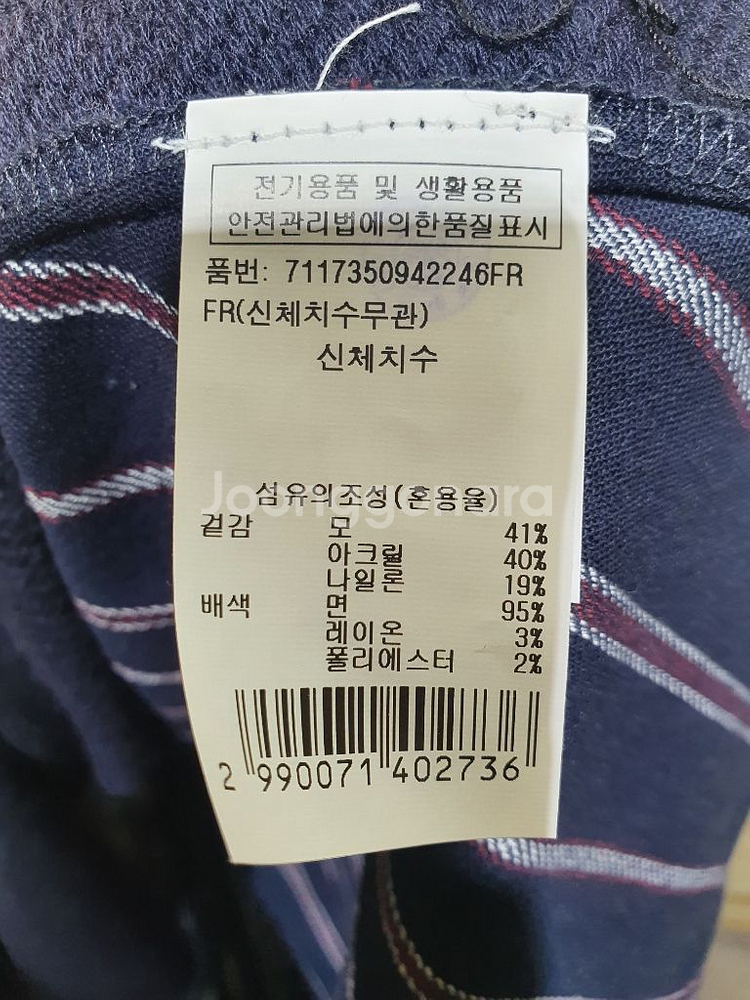 전기용품 및 생활용품
안전관리법에의한품질표시
품번: 7117350942246FR
FR(신체치수무관)
신체치수
Joonggonara
섬유의조성(혼용율)
겉감 모 41%
아크릴 40%
나일론 19%
배색 면 95%
레이온 3%
폴리에스터 2%
2 990071 402736